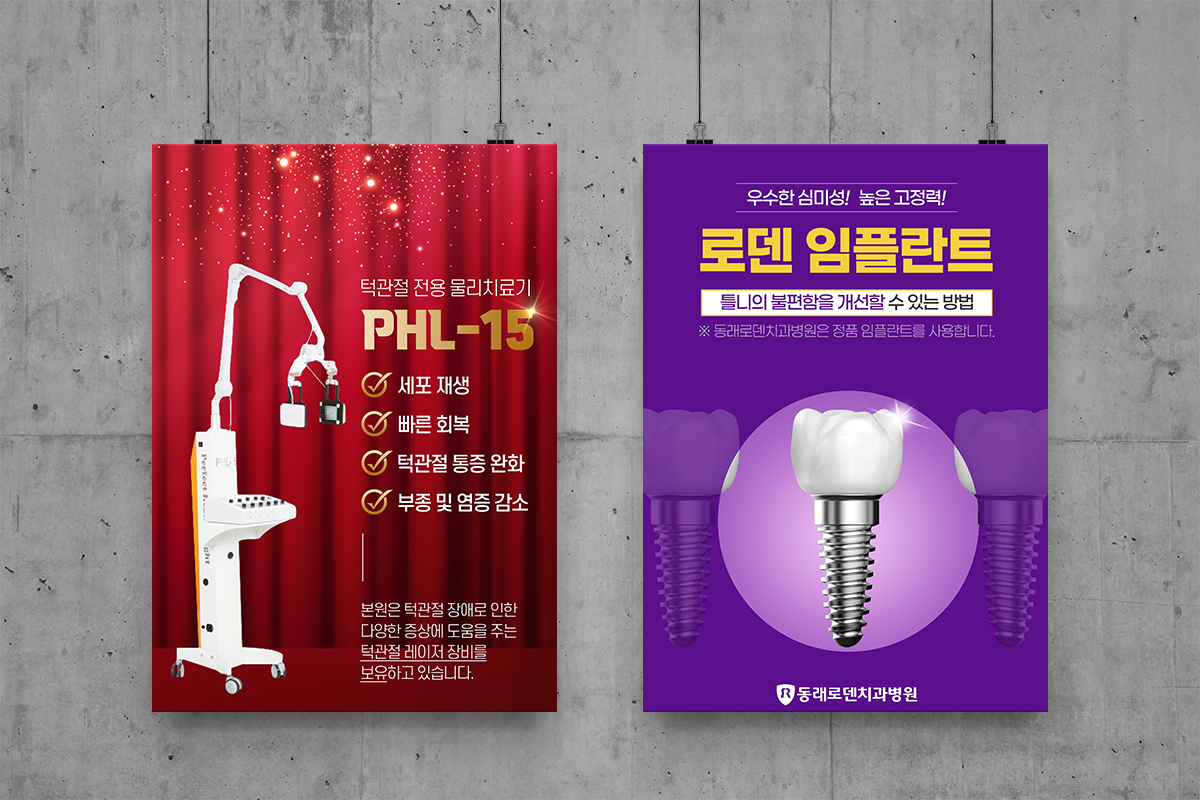 턱관절 전용 물리치료기
PHL-15
세포 재생
빠른 회복
턱관절 통증 완화
부종 및 염증 감소
본원은 턱관절 장애로 인한
다양한 증상에 도움을 주는
턱관절 레이저 장비를
보유하고 있습니다.
우수한 심미성! 높은 고정력!
로덴 임플란트
틀니의 불편함을 개선할 수 있는 방법
※ 동래로덴치과병원은 정품 임플란트를 사용합니다.
R 동래로덴치과병원